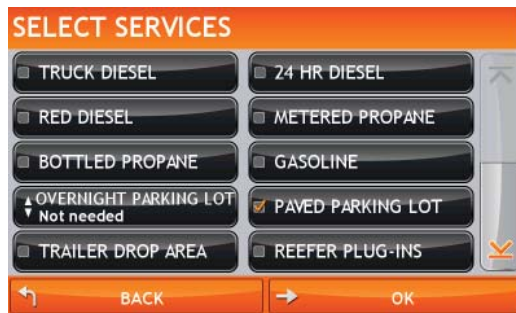 SELECT SERVICES
TRUCK DIESEL
24 HR DIESEL
RED DIESEL
METERED PROPANE
BOTTLED PROPANE
GASOLINE
OVERNIGHT PARKING LOT
Not needed
PAVED PARKING LOT
TRAILER DROP AREA
REEFER PLUG-INS
BACK
OK